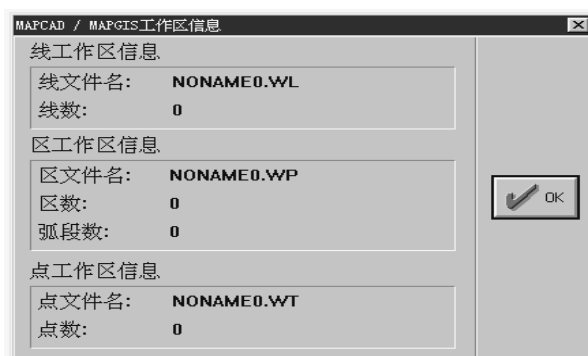 MAPCAD / MAPGIS工作区信息
线工作区信息
线文件名: NONAME0.WL
线数: 0
区工作区信息
区文件名: NONAME0.WP
区数: 0
弧段数: 0
OK
点工作区信息
点文件名: NONAME0.WT
点数: 0